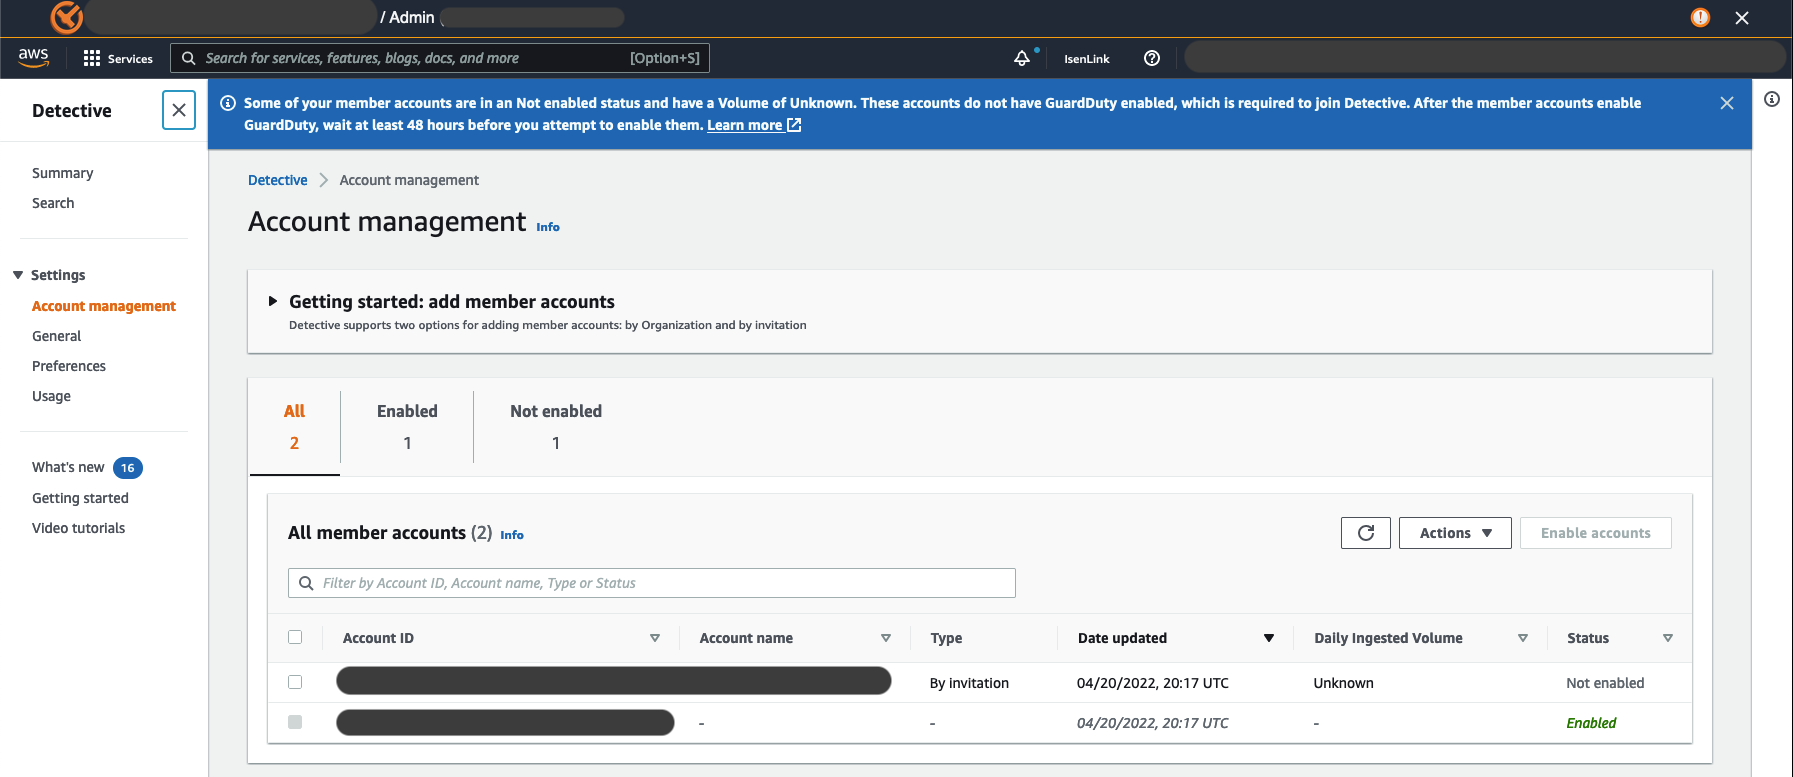 / Admin
aws
Services
Search for services, features, blogs, docs, and more
[Option+S]
IsenLink
Detective
Some of your member accounts are in an Not enabled status and have a Volume of Unknown. These accounts do not have GuardDuty enabled, which is required to join Detective. After the member accounts enable
GuardDuty, wait at least 48 hours before you attempt to enable them. Learn more
Summary
Search
Settings
Account management
General
Preferences
Usage
What's new 16
Getting started
Video tutorials
Detective
Account management
Account management Info
Getting started: add member accounts
Detective supports two options for adding member accounts: by Organization and by invitation
All
2
Enabled
1
Not enabled
1
All member accounts (2) Info
Actions
Enable accounts
Filter by Account ID, Account name, Type or Status
Account ID Account name Type Date updated Daily Ingested Volume Status
By invitation 04/20/2022, 20:17 UTC Unknown Not enabled
- - 04/20/2022, 20:17 UTC - Enabled